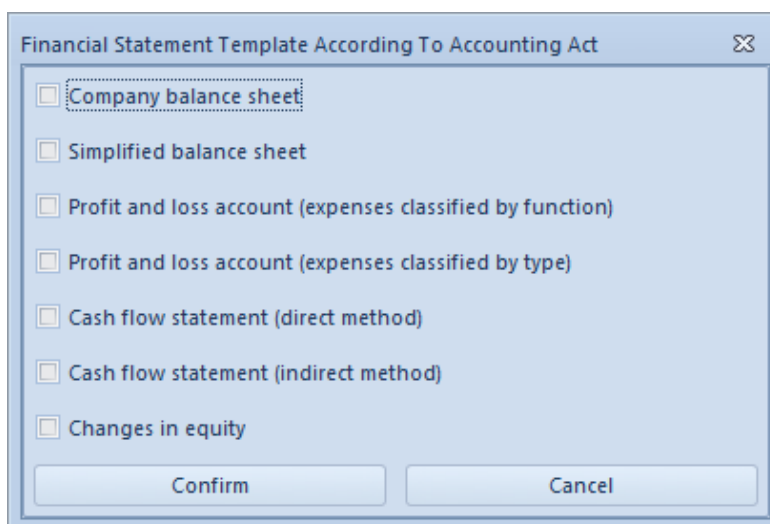 Financial Statement Template According To Accounting Act
Company balance sheet
Simplified balance sheet
Profit and loss account (expenses classified by function)
Profit and loss account (expenses classified by type)
Cash flow statement (direct method)
Cash flow statement (indirect method)
Changes in equity
Confirm
Cancel